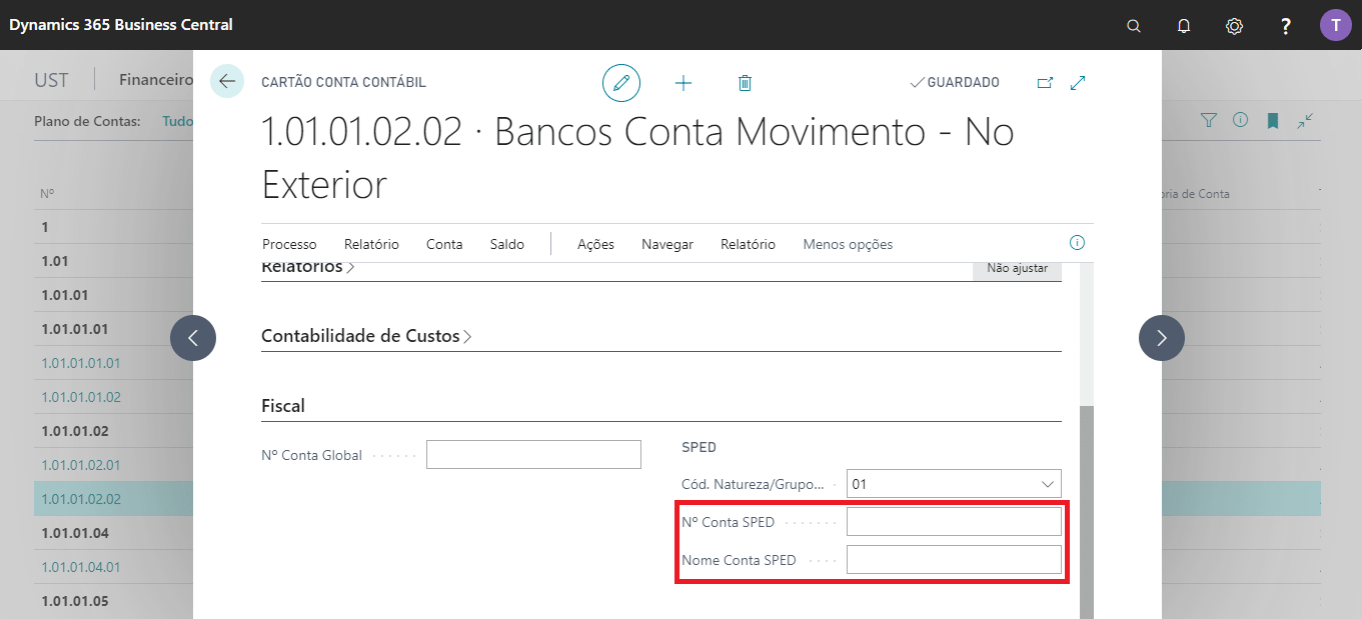 Dynamics 365 Business Central
T
UST
Financeiro
CARTÃO CONTA CONTÁBIL
GUARDADO
Plano de Contas:
Tudo
1.01.01.02.02 · Bancos Conta Movimento - No
Exterior
Nº
de Conta
Processo
Relatório
Conta
Saldo
Ações
Navegar
Relatório
Menos opções
Relatórios
Não ajustar
1
1.01
1.01.01
1.01.01.01
1.01.01.01.01
1.01.01.01.02
1.01.01.02
1.01.01.02.01
1.01.01.02.02
1.01.01.04
1.01.01.04.01
1.01.01.05
Contabilidade de Custos
Fiscal
Nº Conta Global
SPED
Cód. Natureza/Grupo...
01
Nº Conta SPED
Nome Conta SPED